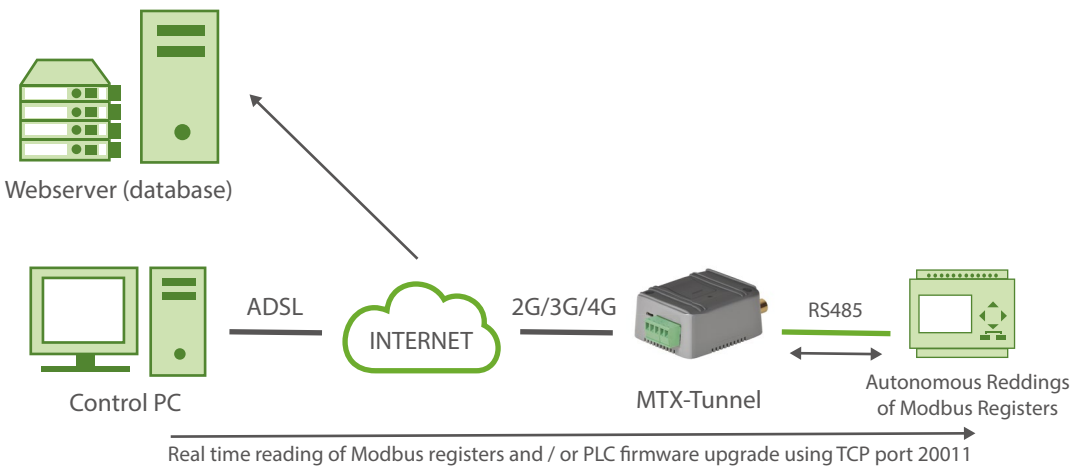 Webserver (database)
ADSL
INTERNET
2G/3G/4G
RS485
Control PC
MTX-Tunnel
Autonomous Reddings
of Modbus Registers
Real time reading of Modbus registers and / or PLC firmware upgrade using TCP port 20011